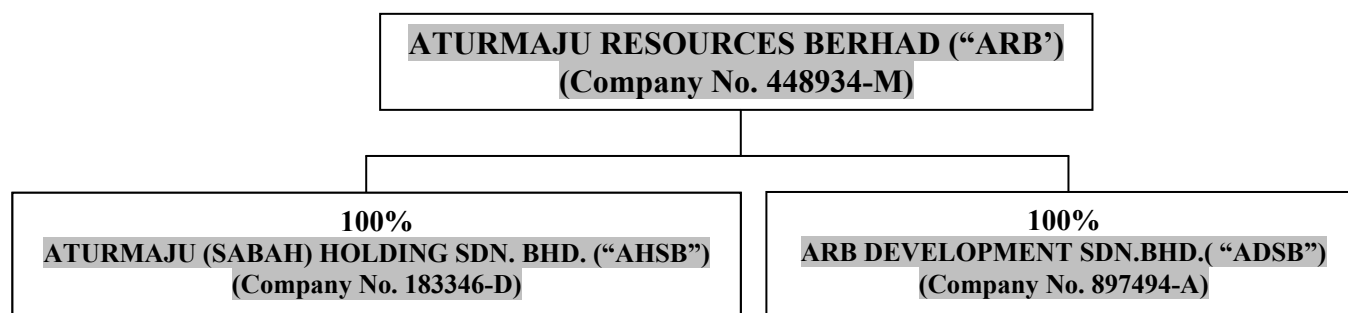 ATURMAJU RESOURCES BERHAD (“ARB’)
(Company No. 448934-M)
100%
ATURMAJU (SABAH) HOLDING SDN. BHD. (“AHSB”)
(Company No. 183346-D)
100%
ARB DEVELOPMENT SDN.BHD.( “ADSB”)
(Company No. 897494-A)